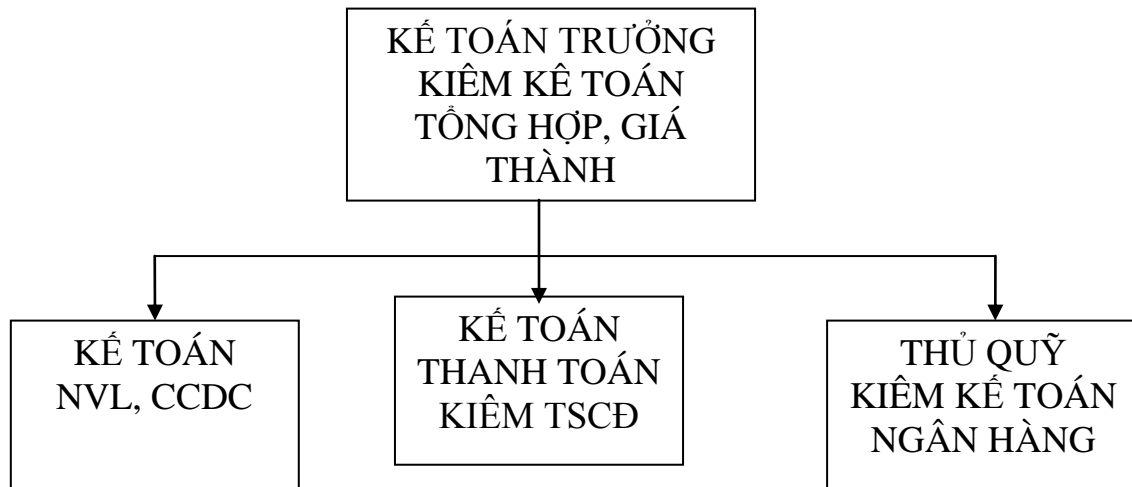 KẾ TOÁN TRƯỞNG
KIÊM KÊ TOÁN
TỔNG HỢP, GIÁ
THÀNH
KẾ TOÁN
NVL, CCDC
KẾ TOÁN
THANH TOÁN
KIÊM TSCĐ
THỦ QUỸ
KIÊM KẾ TOÁN
NGÂN HÀNG